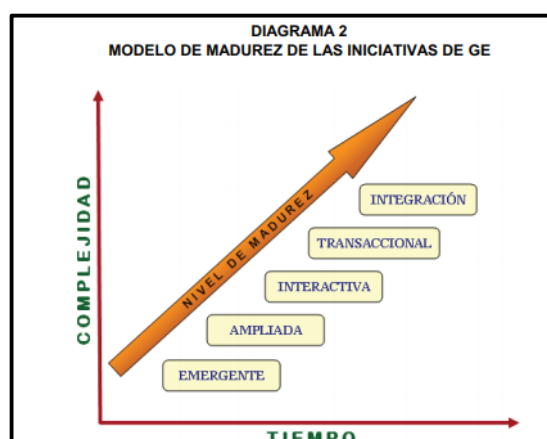 DIAGRAMA 2
MODELO DE MADUREZ DE LAS INICIATIVAS DE GE
COMPLEJIDAD
NIVEL DE MADUREZ
INTEGRACIÓN
TRANSACCIONAL
INTERACTIVA
AMPLIADA
EMERGENTE
TIEMPO